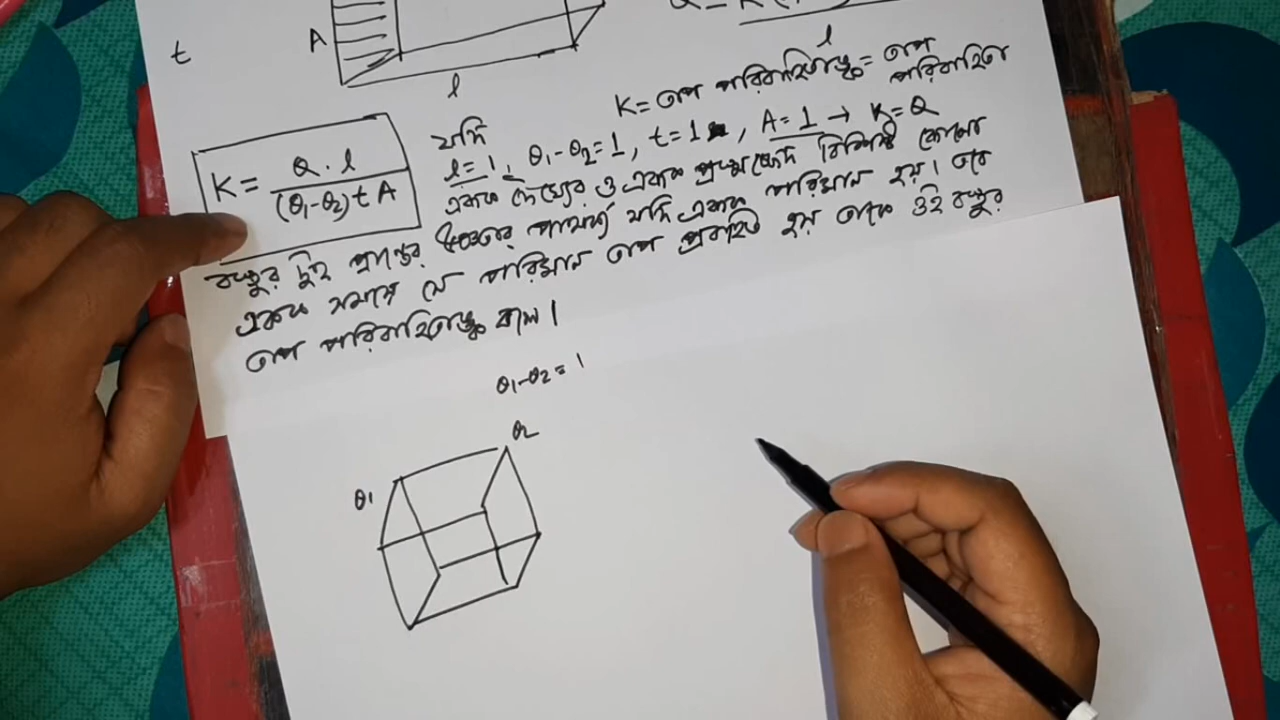 A
t
l
l
K = তাপ পরিবাহিতাঙ্ক = তাপ পরিবাহিতা
যদি
K = Q . l / (θ₁-θ₂) t A
l = 1, θ₁-θ₂ = 1, t = 1, A = 1 → K = Q
একক দৈর্ঘ্যের ও একক প্রস্থচ্ছেদ বিশিষ্ট কোনো
বস্তুর দুই প্রান্তের উষ্ণতার পার্থক্য যদি একক পরিমান হয়। তবে
একক সময়ে যে পরিমান তাপ প্রবাহিত হয় তাকে ওই বস্তুর
তাপ পরিবাহিতাঙ্ক বলে।
θ₁-θ₂ = 1
θ₂
θ₁